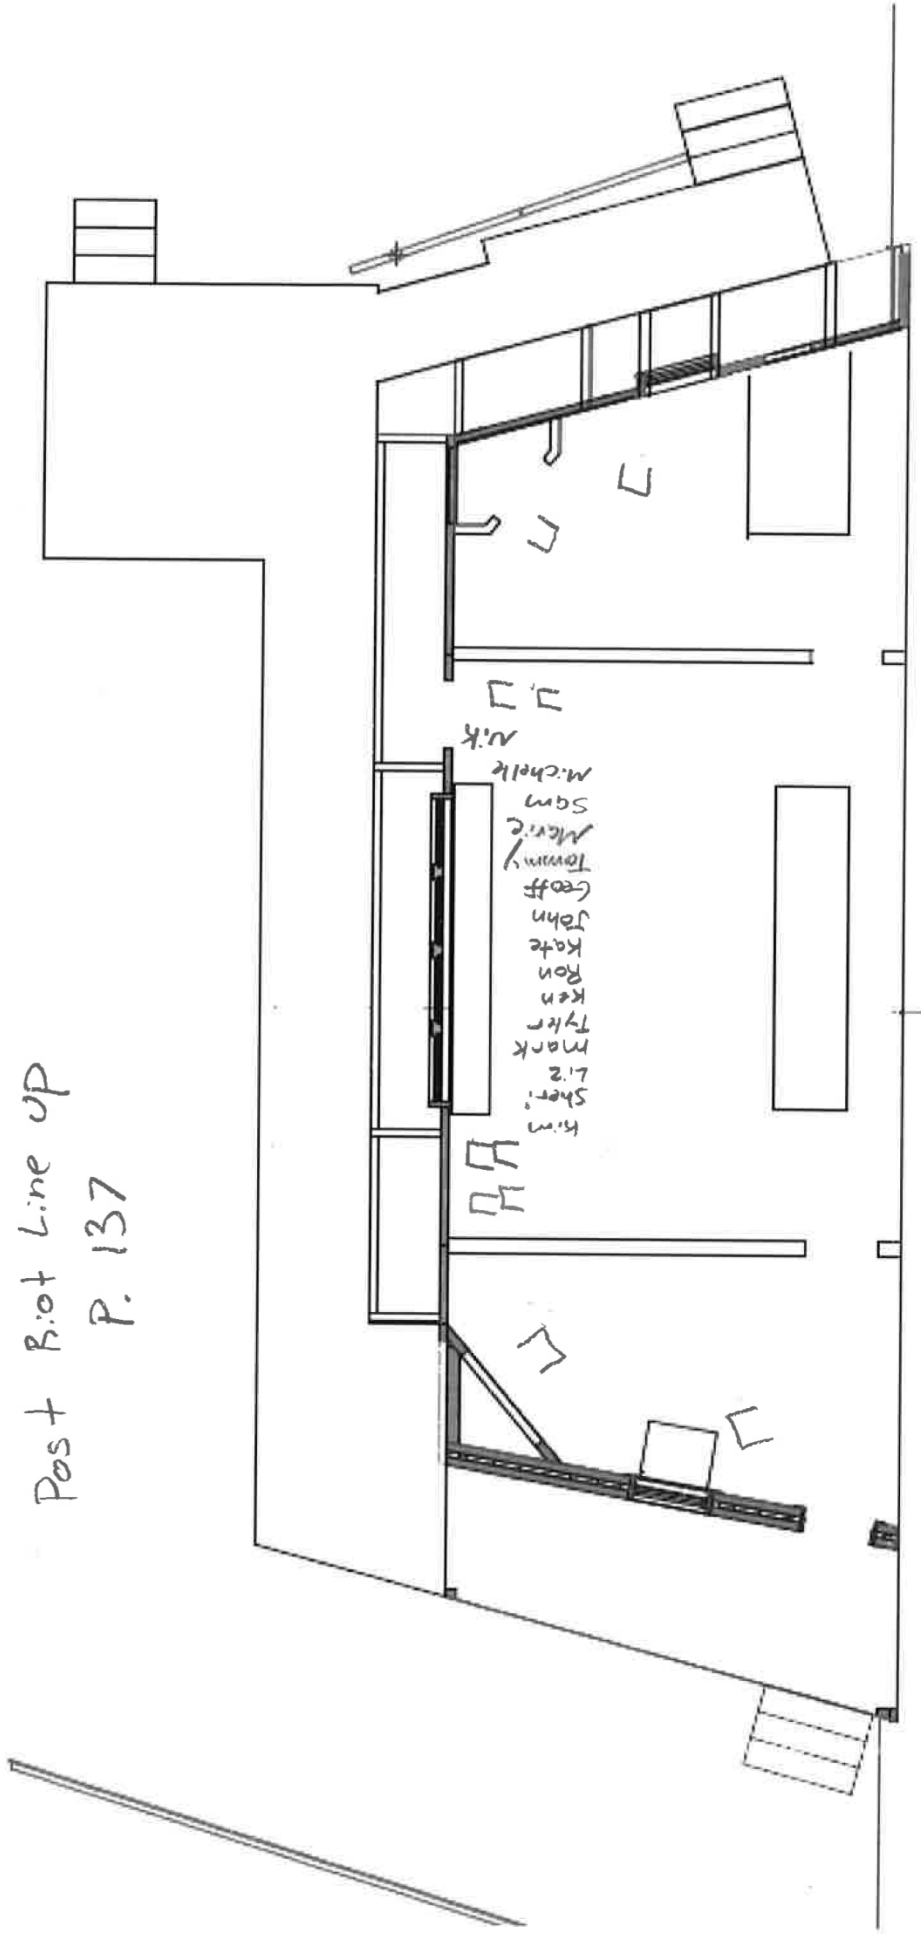 Post Riot Line up
P. 137
Nik
Michelle
Sam
Marie
Tommy
Geoff
John
Kate
Ron
Ken
Tyler
Mark
Liz
Sheri
Kim